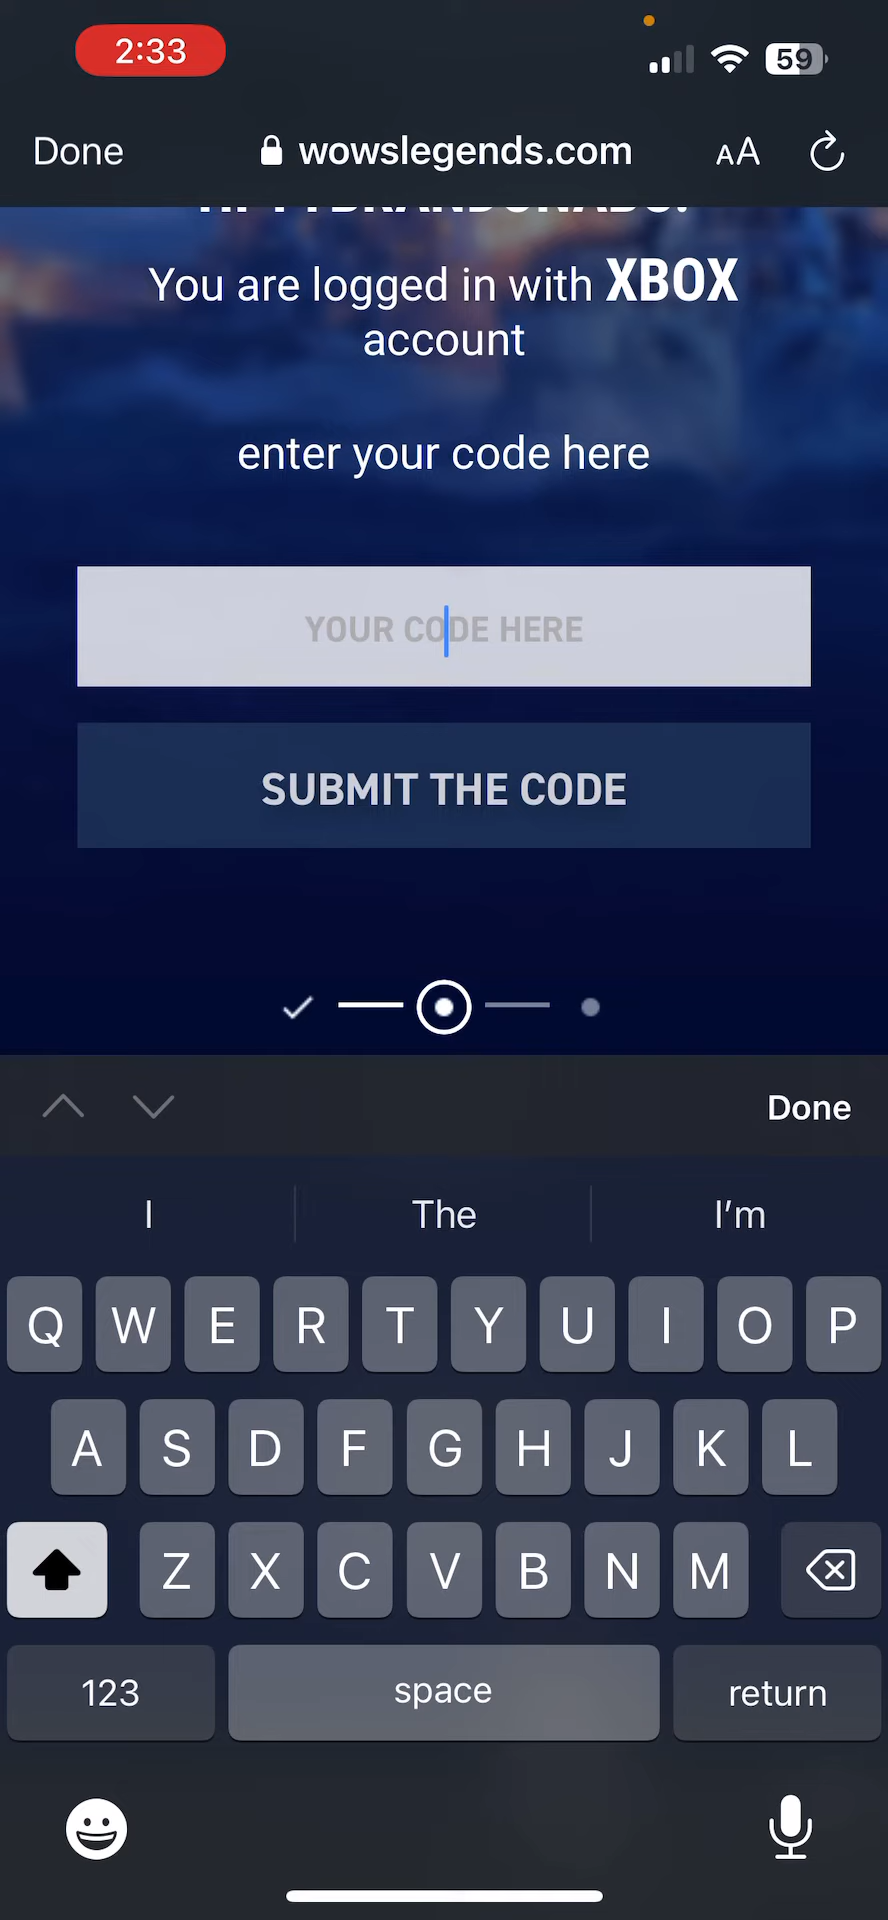 2:33
59
Done
wowslegends.com
AA
You are logged in with XBOX
account
enter your code here
YOUR CODE HERE
SUBMIT THE CODE
Done
I
The
I’m
Q W E R T Y U I O P
A S D F G H J K L
Z X C V B N M
123
space
return